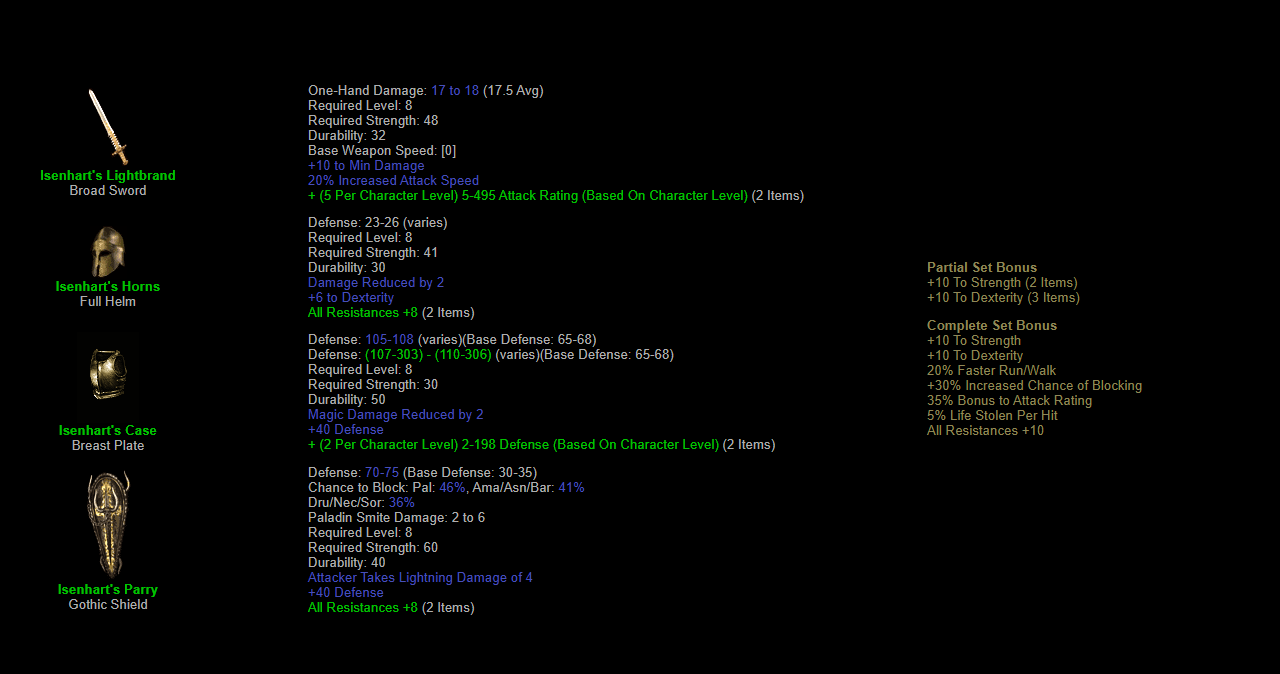 Isenhart's Lightbrand
Broad Sword
One-Hand Damage: 17 to 18 (17.5 Avg)
Required Level: 8
Required Strength: 48
Durability: 32
Base Weapon Speed: [0]
+10 to Min Damage
20% Increased Attack Speed
+ (5 Per Character Level) 5-495 Attack Rating (Based On Character Level) (2 Items)
Isenhart's Horns
Full Helm
Defense: 23-26 (varies)
Required Level: 8
Required Strength: 41
Durability: 30
Damage Reduced by 2
+6 to Dexterity
All Resistances +8 (2 Items)
Isenhart's Case
Breast Plate
Defense: 105-108 (varies)(Base Defense: 65-68)
Defense: (107-303) - (110-306) (varies)(Base Defense: 65-68)
Required Level: 8
Required Strength: 30
Durability: 50
Magic Damage Reduced by 2
+40 Defense
+ (2 Per Character Level) 2-198 Defense (Based On Character Level) (2 Items)
Isenhart's Parry
Gothic Shield
Defense: 70-75 (Base Defense: 30-35)
Chance to Block: Pal: 46%, Ama/Asn/Bar: 41%
Dru/Nec/Sor: 36%
Paladin Smite Damage: 2 to 6
Required Level: 8
Required Strength: 60
Durability: 40
Attacker Takes Lightning Damage of 4
+40 Defense
All Resistances +8 (2 Items)
Partial Set Bonus
+10 To Strength (2 Items)
+10 To Dexterity (3 Items)
Complete Set Bonus
+10 To Strength
+10 To Dexterity
20% Faster Run/Walk
+30% Increased Chance of Blocking
35% Bonus to Attack Rating
5% Life Stolen Per Hit
All Resistances +10